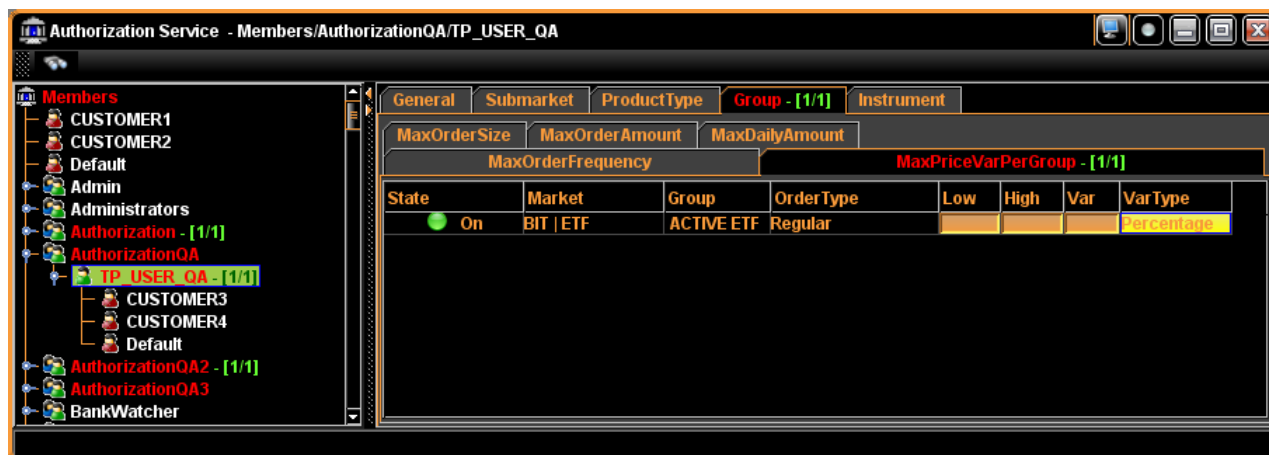 Authorization Service - Members/AuthorizationQA/TP_USER_QA
Members
CUSTOMER1
CUSTOMER2
Default
Admin
Administrators
Authorization - [1/1]
AuthorizationQA
TP_USER_QA - [1/1]
CUSTOMER3
CUSTOMER4
Default
AuthorizationQA2 - [1/1]
AuthorizationQA3
BankWatcher
General Submarket ProductType Group - [1/1] Instrument
MaxOrderSize MaxOrderAmount MaxDailyAmount
MaxOrderFrequency MaxPriceVarPerGroup - [1/1]
State Market Group OrderType Low High Var VarType
On BIT | ETF ACTIVE ETF Regular Percentage